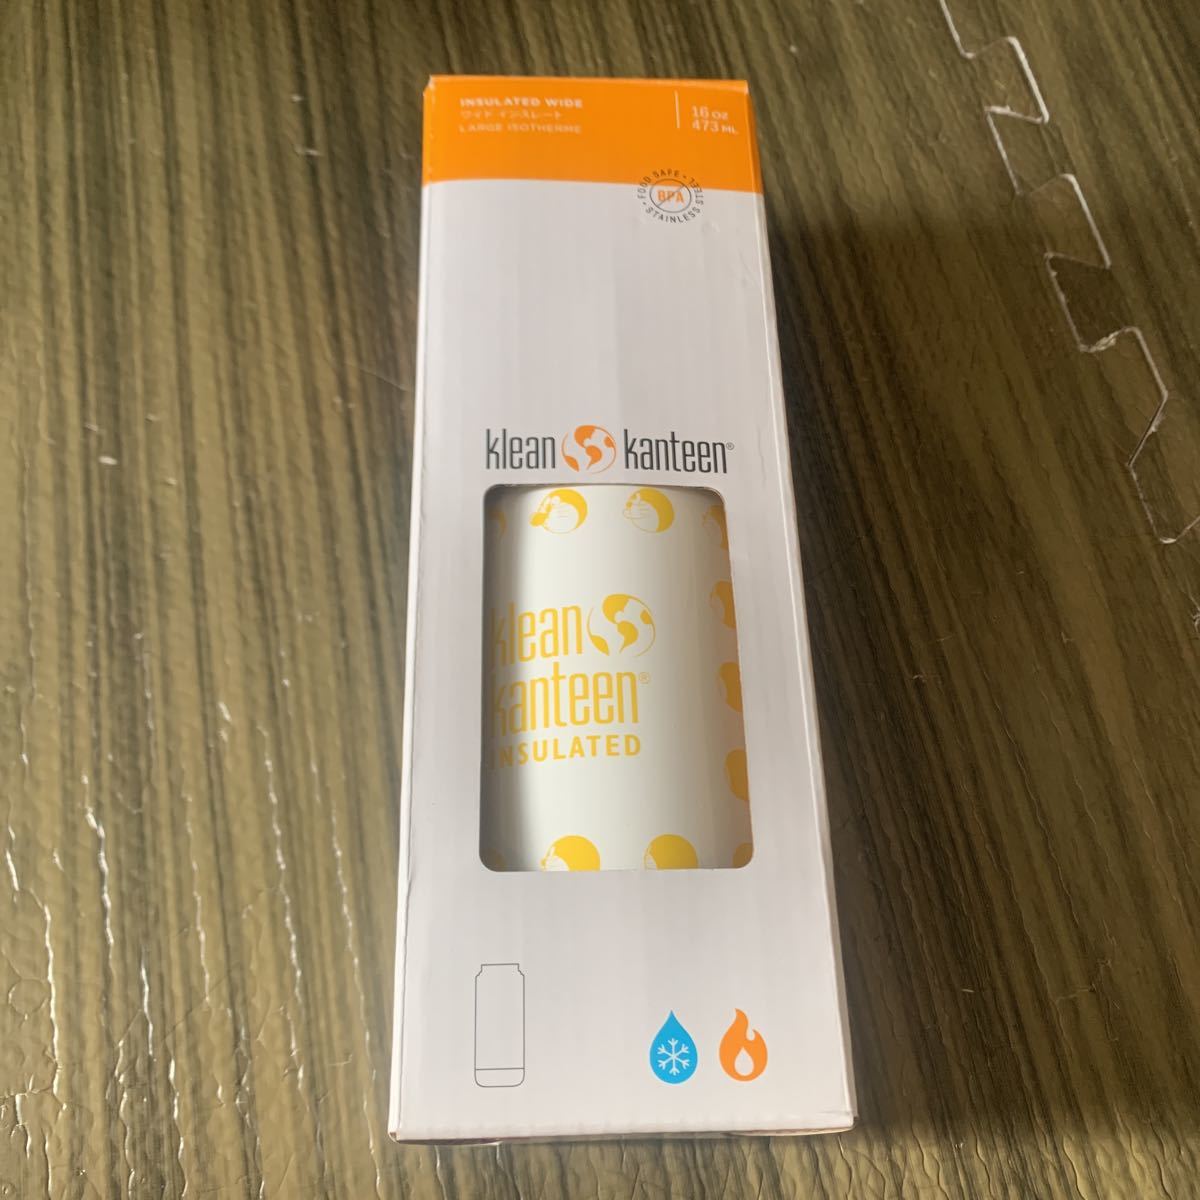 INSULATED WIDE
ワイド インスレート
LARGE ISOTHERME
16 oz
473 ML
• FOOD SAFE •
STAINLESS STEEL
BPA
klean kanteen®
klean
kanteen®
INSULATED